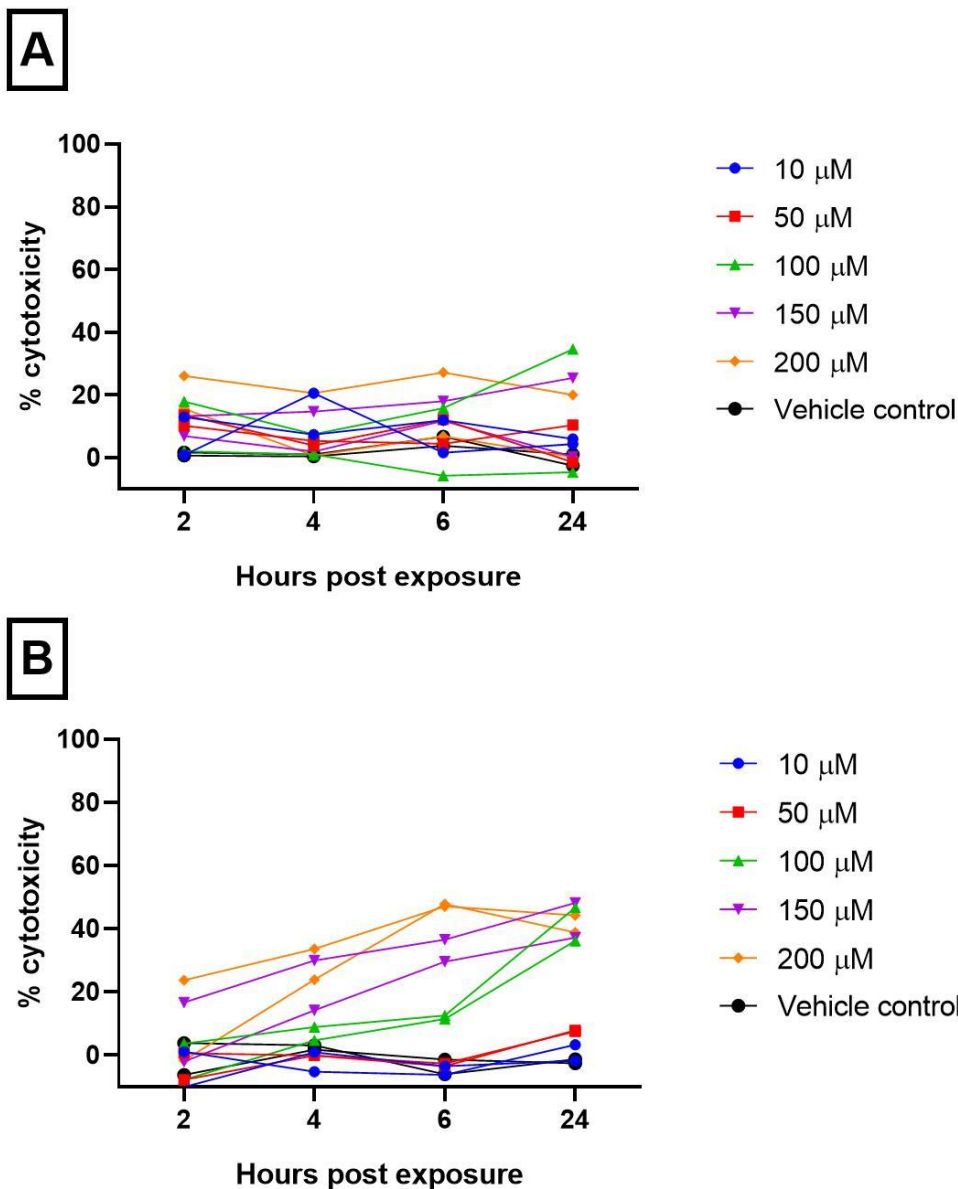 A
100
80
60
40
20
0
% cytotoxicity
2 4 6 24
Hours post exposure
10 μM
50 μM
100 μM
150 μM
200 μM
Vehicle control
B
100
80
60
40
20
0
% cytotoxicity
2 4 6 24
Hours post exposure
10 μM
50 μM
100 μM
150 μM
200 μM
Vehicle control